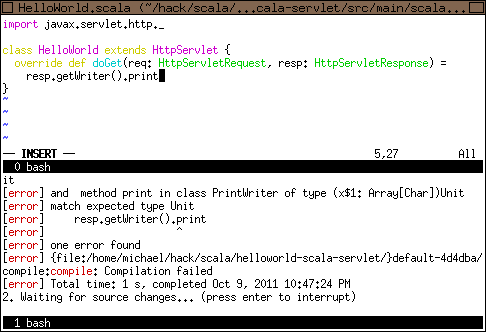 HelloWorld.scala (~/hack/scala/...cala-servlet/src/main/scala...
import javax.servlet.http._
class HelloWorld extends HttpServlet {
  override def doGet(req: HttpServletRequest, resp: HttpServletResponse) =
    resp.getWriter().print
}
~
~
~
~
-- INSERT -- 5,27 All
0 bash
it
[error] and  method print in class PrintWriter of type (x$1: Array[Char])Unit
[error] match expected type Unit
[error]     resp.getWriter().print
[error]                      ^
[error] one error found
[error] {file:/home/michael/hack/scala/helloworld-scala-servlet/}default-4d4dba/
compile:compile: Compilation failed
[error] Total time: 1 s, completed Oct 9, 2011 10:47:24 PM
2. Waiting for source changes... (press enter to interrupt)
1 bash